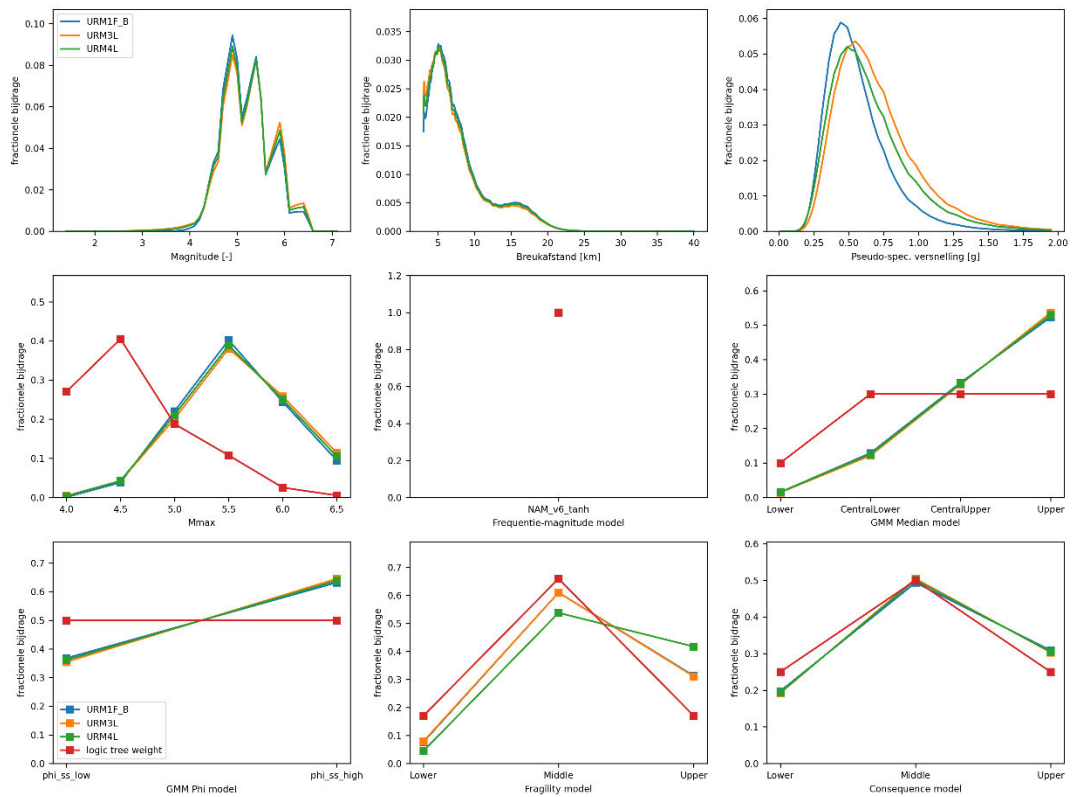 0.10
0.08
0.06
0.04
0.02
0.00
fractionele bijdrage
URM1F_B
URM3L
URM4L
2 3 4 5 6 7
Magnitude [-]
0.035
0.030
0.025
0.020
0.015
0.010
0.005
0.000
fractionele bijdrage
5 10 15 20 25 30 35 40
Breukafstand [km]
0.06
0.05
0.04
0.03
0.02
0.01
0.00
fractionele bijdrage
0.00 0.25 0.50 0.75 1.00 1.25 1.50 1.75 2.00
Pseudo-spec. versnelling [g]
0.5
0.4
0.3
0.2
0.1
0.0
fractionele bijdrage
4.0 4.5 5.0 5.5 6.0 6.5
Mmax
1.2
1.0
0.8
0.6
0.4
0.2
0.0
fractionele bijdrage
NAM_v6_tanh
Frequentie-magnitude model
0.6
0.5
0.4
0.3
0.2
0.1
0.0
fractionele bijdrage
Lower CentralLower CentralUpper Upper
GMM Median model
0.7
0.6
0.5
0.4
0.3
0.2
0.1
0.0
fractionele bijdrage
URM1F_B
URM3L
URM4L
logic tree weight
phi_ss_low phi_ss_high
GMM Phi model
0.7
0.6
0.5
0.4
0.3
0.2
0.1
0.0
fractionele bijdrage
Lower Middle Upper
Fragility model
0.6
0.5
0.4
0.3
0.2
0.1
0.0
fractionele bijdrage
Lower Middle Upper
Consequence model